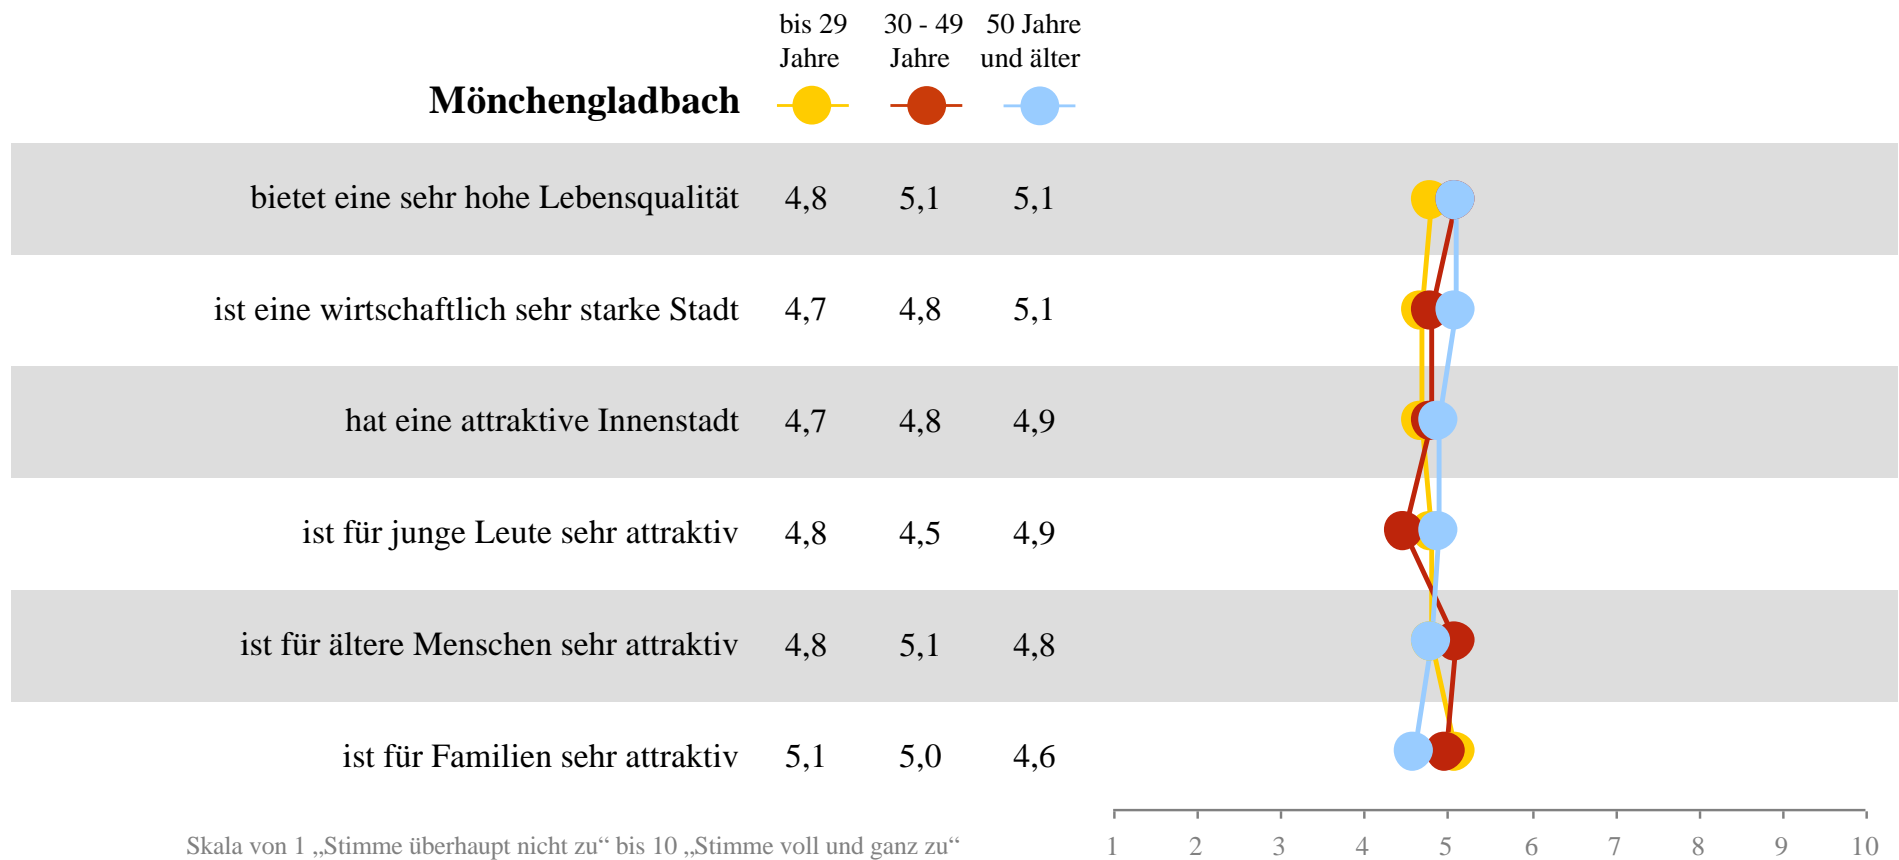 bis 29 30 - 49 50 Jahre
Jahre Jahre und älter
Mönchengladbach
bietet eine sehr hohe Lebensqualität 4,8 5,1 5,1
ist eine wirtschaftlich sehr starke Stadt 4,7 4,8 5,1
hat eine attraktive Innenstadt 4,7 4,8 4,9
ist für junge Leute sehr attraktiv 4,8 4,5 4,9
ist für ältere Menschen sehr attraktiv 4,8 5,1 4,8
ist für Familien sehr attraktiv 5,1 5,0 4,6
Skala von 1 „Stimme überhaupt nicht zu“ bis 10 „Stimme voll und ganz zu“ 1 2 3 4 5 6 7 8 9 10